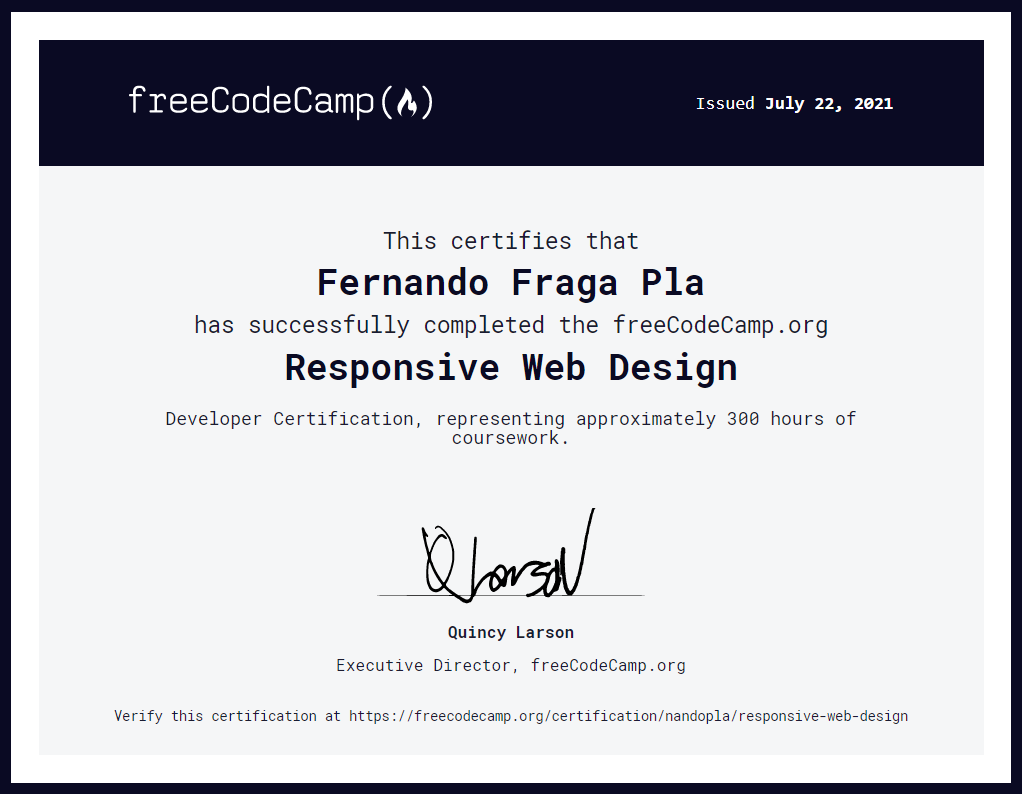 freeCodeCamp(🔥)
Issued July 22, 2021
This certifies that
Fernando Fraga Pla
has successfully completed the freeCodeCamp.org
Responsive Web Design
Developer Certification, representing approximately 300 hours of
coursework.
Q Larson
Quincy Larson
Executive Director, freeCodeCamp.org
Verify this certification at https://freecodecamp.org/certification/nandopla/responsive-web-design